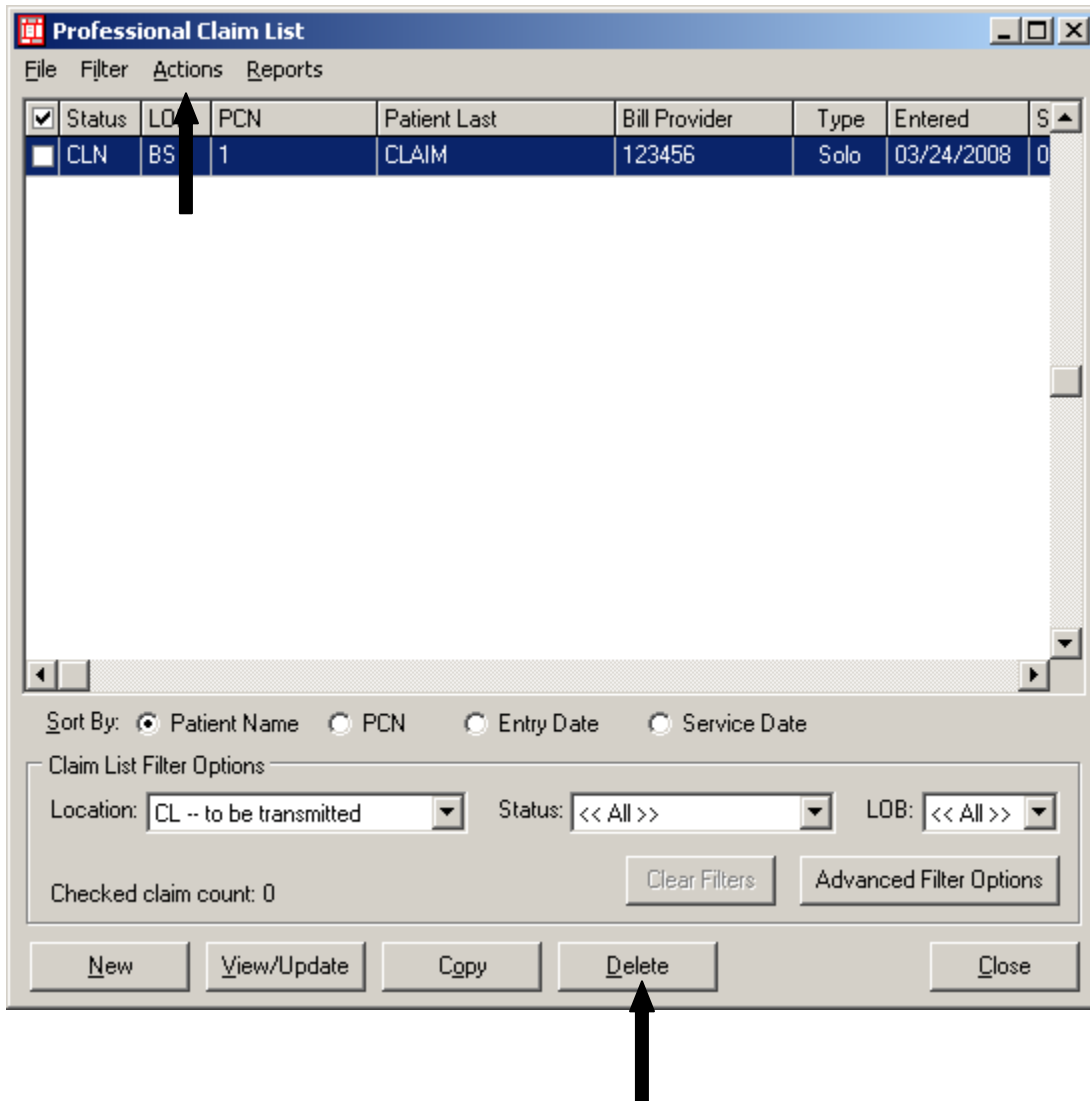 Professional Claim List
File Filter Actions Reports
Status LO PCN Patient Last Bill Provider Type Entered S
CLN BS 1 CLAIM 123456 Solo 03/24/2008 0
Sort By: Patient Name PCN Entry Date Service Date
Claim List Filter Options
Location: CL -- to be transmitted Status: << All >> LOB: << All >>
Checked claim count: 0 Clear Filters Advanced Filter Options
New View/Update Copy Delete Close